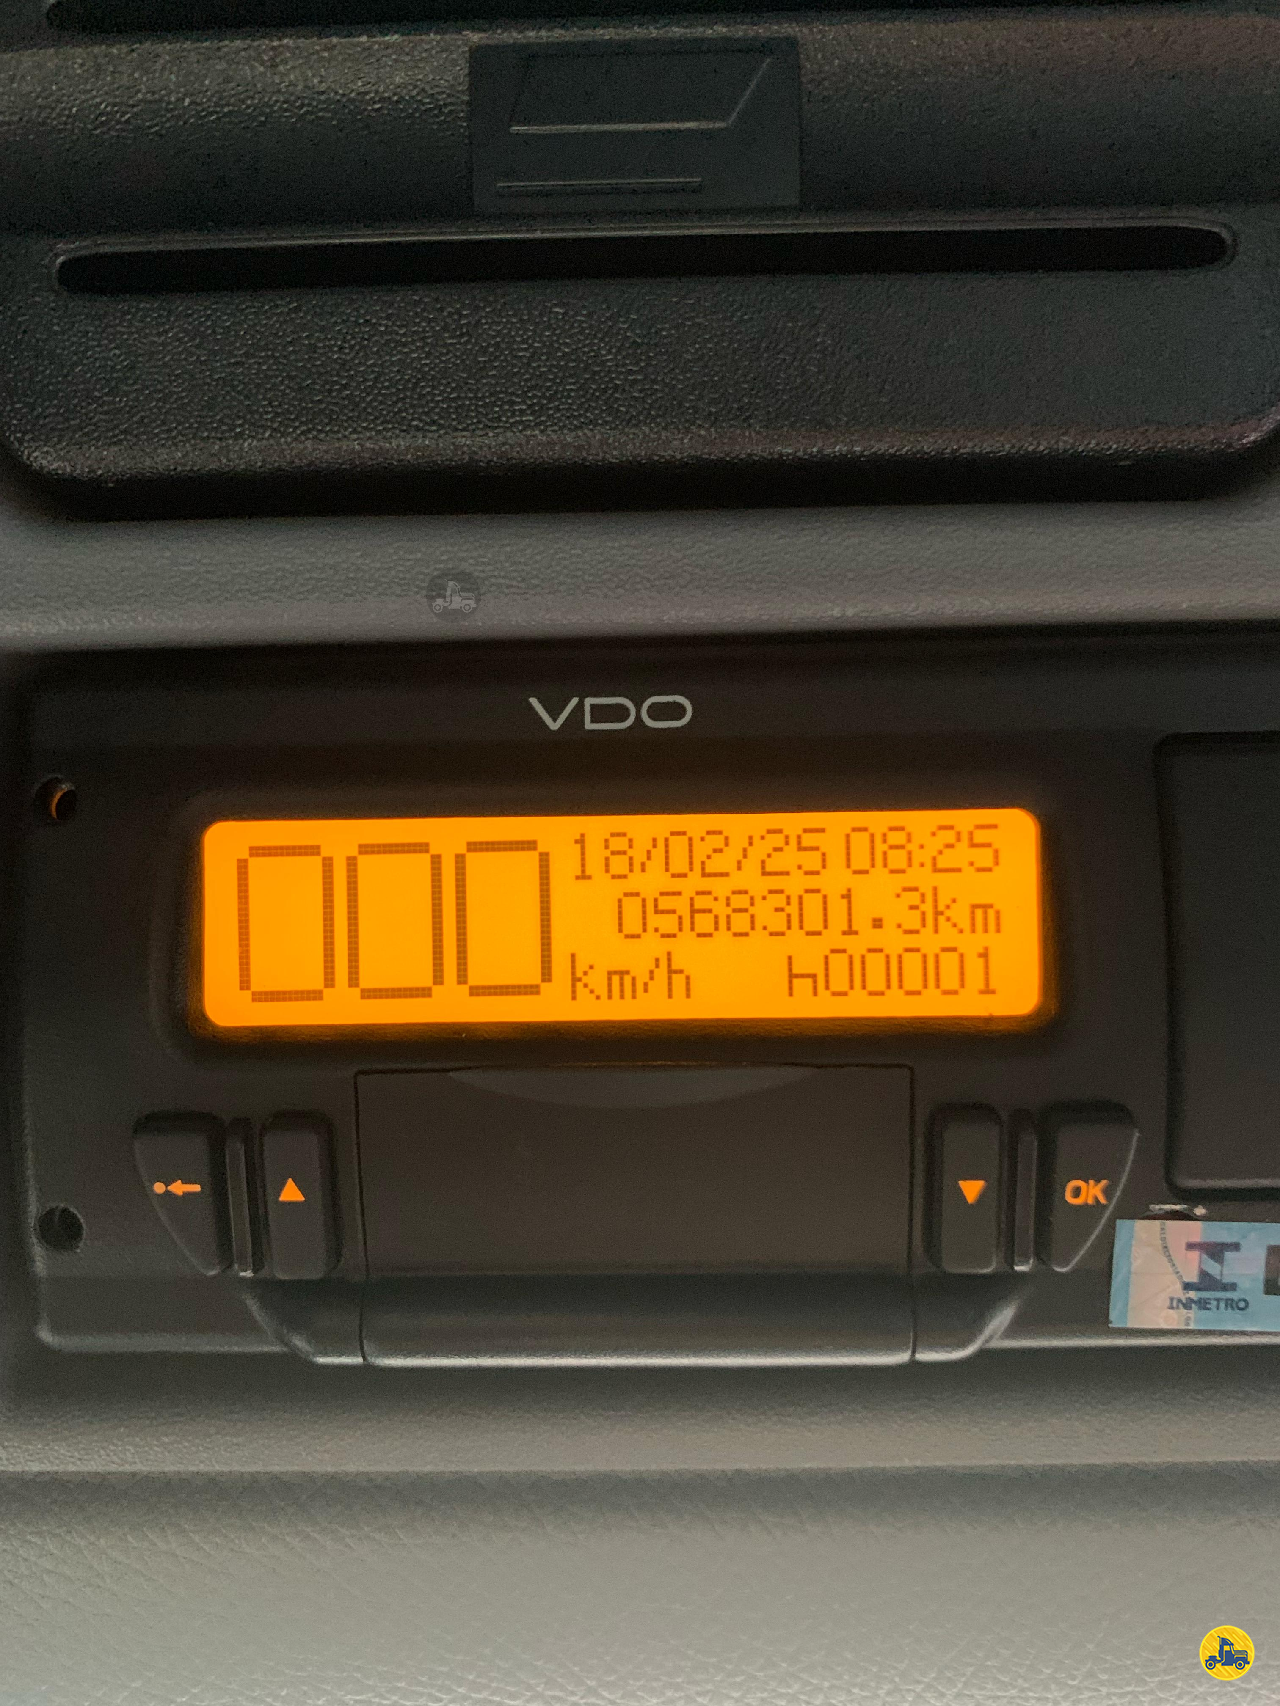 VDO
000
18/02/25 08:25
0568301.3km
km/h h00001
OK
INMETRO